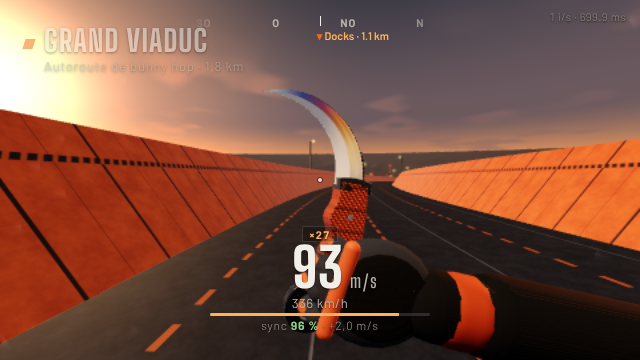 SO O NO N
1 i/s · 699,9 ms
▼Docks · 1.1 km
GRAND VIADUC
Autoroute de bunny hop · 1,8 km
×27
93 m/s
336 km/h
sync 96 % +2,0 m/s